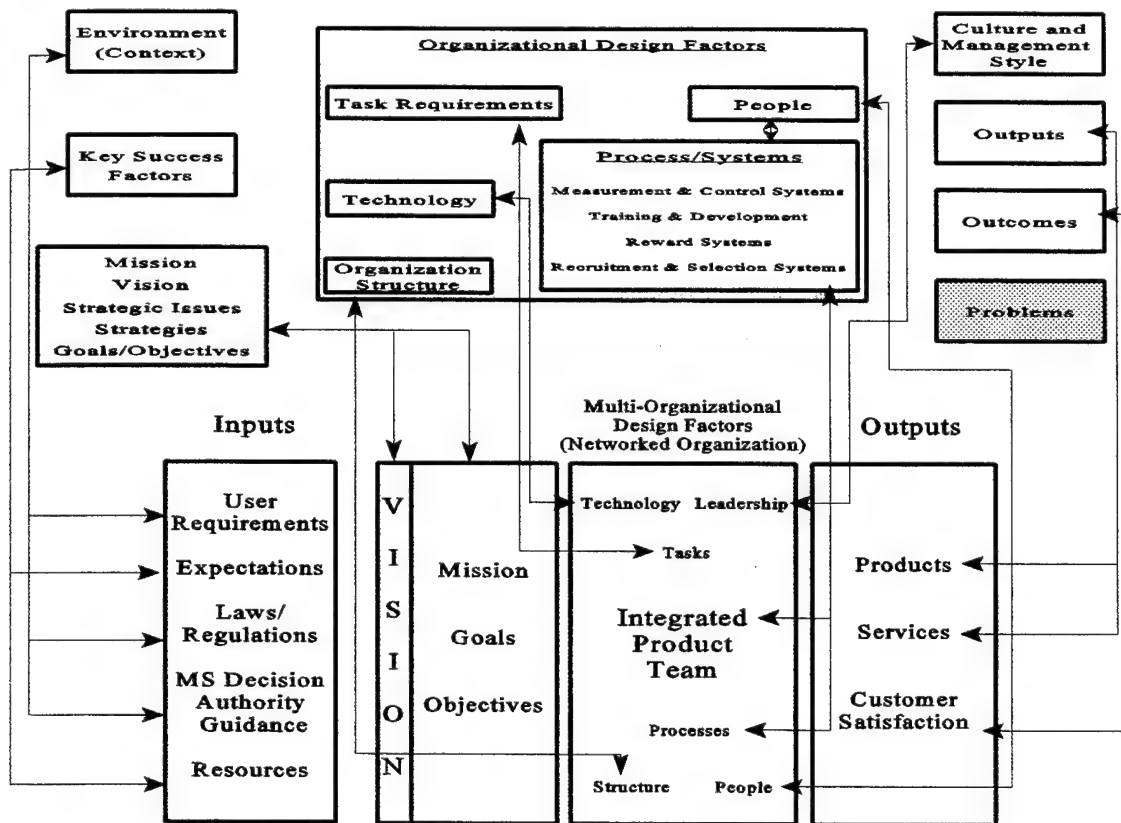 Environment
(Context)
Key Success
Factors
Mission
Vision
Strategic Issues
Strategies
Goals/Objectives
Organizational Design Factors
Task Requirements
People
Technology
Process/Systems
Measurement & Control Systems
Training & Development
Reward Systems
Recruitment & Selection Systems
Organization
Structure
Culture and
Management
Style
Outputs
Outcomes
Problems
Inputs
User
Requirements
Expectations
Laws/
Regulations
MS Decision
Authority
Guidance
Resources
V
I
S
I
O
N
Mission
Goals
Objectives
Multi-Organizational
Design Factors
(Networked Organization)
Technology Leadership
Tasks
Integrated
Product
Team
Processes
Structure People
Outputs
Products
Services
Customer
Satisfaction